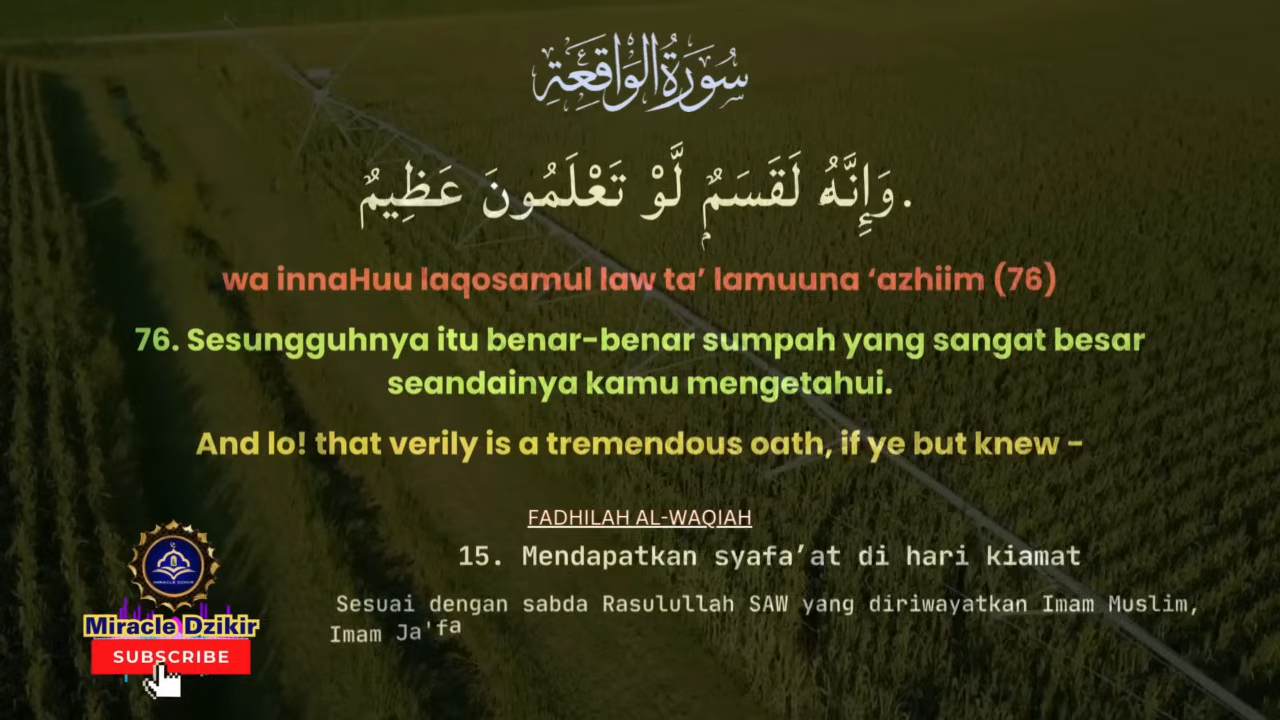 سُورَةُ الْوَاقِعَةِ
وَإِنَّهُ لَقَسَمٌ لَّوْ تَعْلَمُونَ عَظِيمٌ.
wa innaHuu laqosamul law ta’ lamuuna ‘azhiim (76)
76. Sesungguhnya itu benar-benar sumpah yang sangat besar
seandainya kamu mengetahui.
And lo! that verily is a tremendous oath, if ye but knew -
FADHILAH AL-WAQIAH
15. Mendapatkan syafa’at di hari kiamat
Sesuai dengan sabda Rasulullah SAW yang diriwayatkan Imam Muslim,
Imam Ja'fa
MIRACLE DZIKIR
Miracle Dzikir
SUBSCRIBE